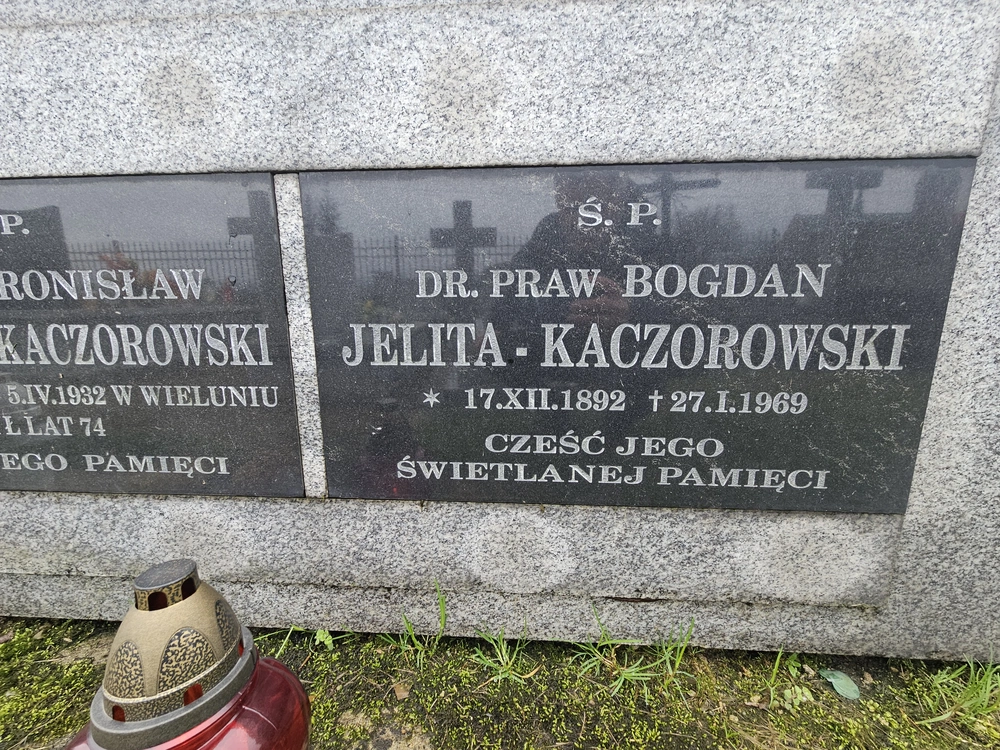 P.
RONISŁAW
KACZOROWSKI
5.IV.1932 W WIELUNIU
Ł LAT 74
EGO PAMIĘCI
Ś. P.
DR. PRAW BOGDAN
JELITA - KACZOROWSKI
* 17.XII.1892 † 27.I.1969
CZEŚĆ JEGO
ŚWIETLANEJ PAMIĘCI